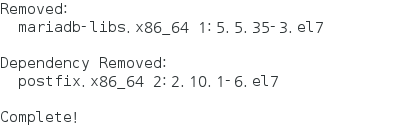 Removed:
mariadb-libs.x86_64 1:5.5.35-3.el7
Dependency Removed:
postfix.x86_64 2:2.10.1-6.el7
Complete!